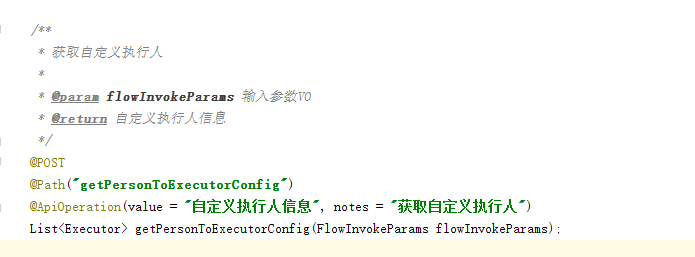 /**
* 获取自定义执行人
*
* @param flowInvokeParams 输入参数VO
* @return 自定义执行人信息
*/
@POST
@Path("getPersonToExecutorConfig")
@ApiOperation(value = "自定义执行人信息", notes = "获取自定义执行人")
List<Executor> getPersonToExecutorConfig(FlowInvokeParams flowInvokeParams);